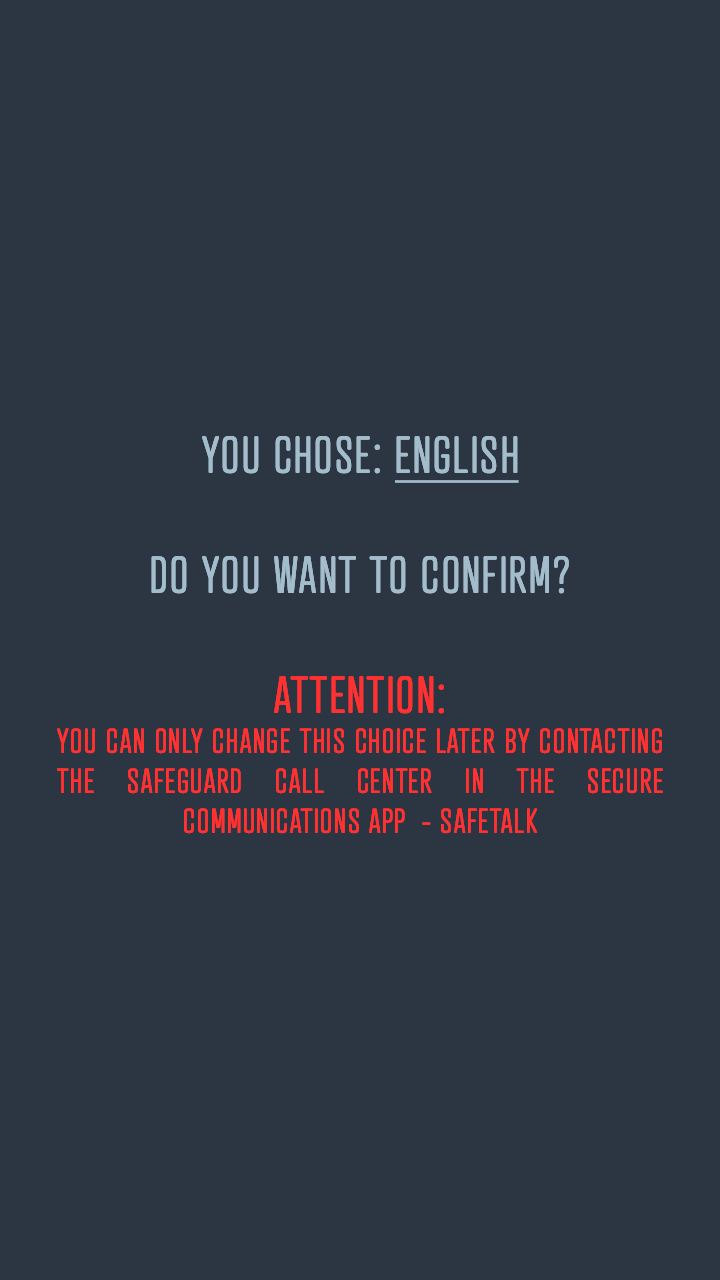 YOU CHOSE: ENGLISH
DO YOU WANT TO CONFIRM?
ATTENTION:
YOU CAN ONLY CHANGE THIS CHOICE LATER BY CONTACTING
THE SAFEGUARD CALL CENTER IN THE SECURE
COMMUNICATIONS APP - SAFETALK